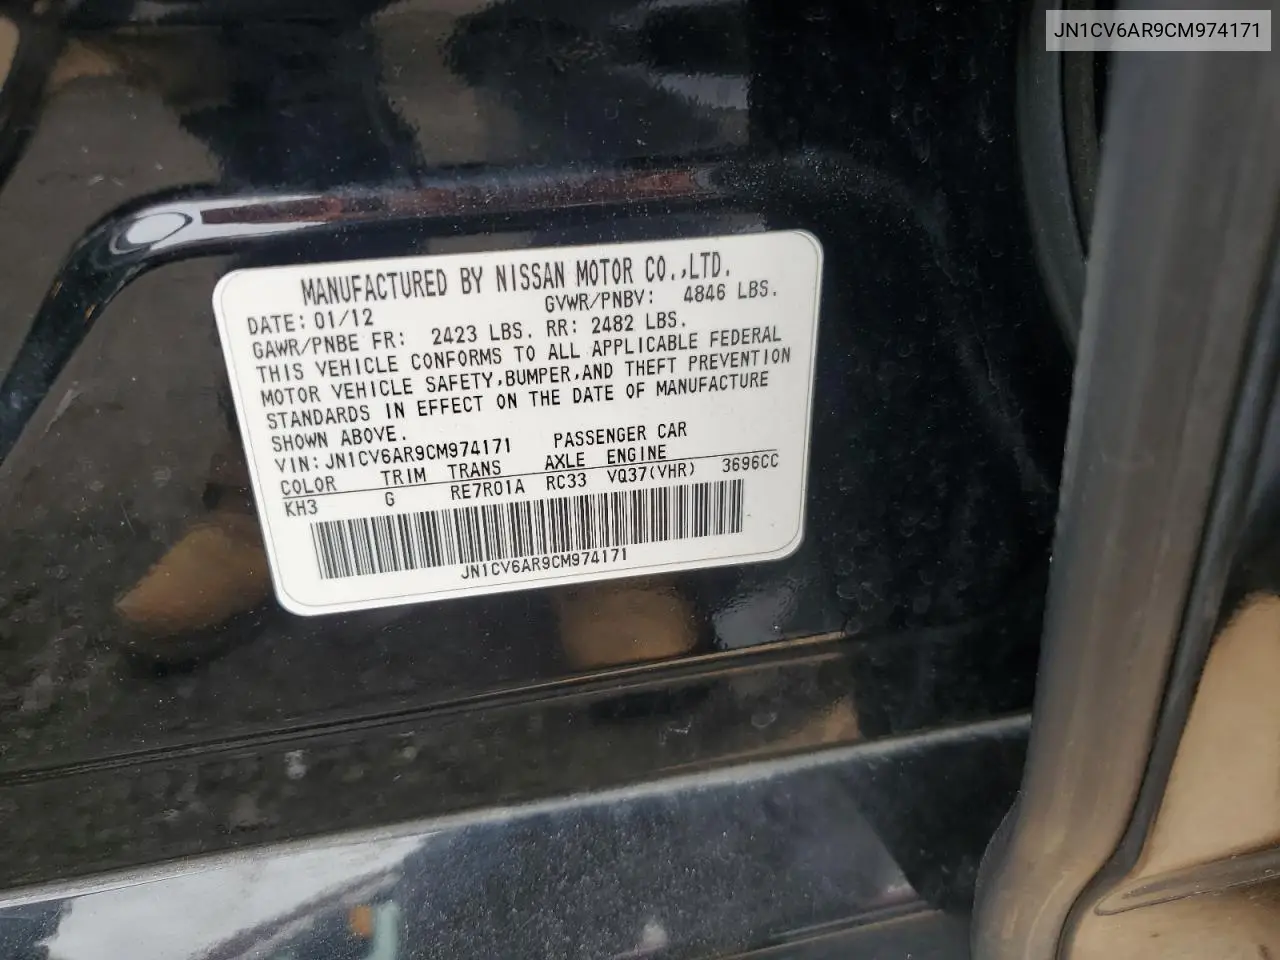 JN1CV6AR9CM974171
MANUFACTURED BY NISSAN MOTOR CO.,LTD.
DATE: 01/12 GVWR/PNBV: 4846 LBS.
GAWR/PNBE FR: 2423 LBS. RR: 2482 LBS.
THIS VEHICLE CONFORMS TO ALL APPLICABLE FEDERAL
MOTOR VEHICLE SAFETY,BUMPER,AND THEFT PREVENTION
STANDARDS IN EFFECT ON THE DATE OF MANUFACTURE
SHOWN ABOVE.
VIN: JN1CV6AR9CM974171 PASSENGER CAR
COLOR TRIM TRANS AXLE ENGINE
KH3 G RE7R01A RC33 VQ37(VHR) 3696CC
JN1CV6AR9CM974171